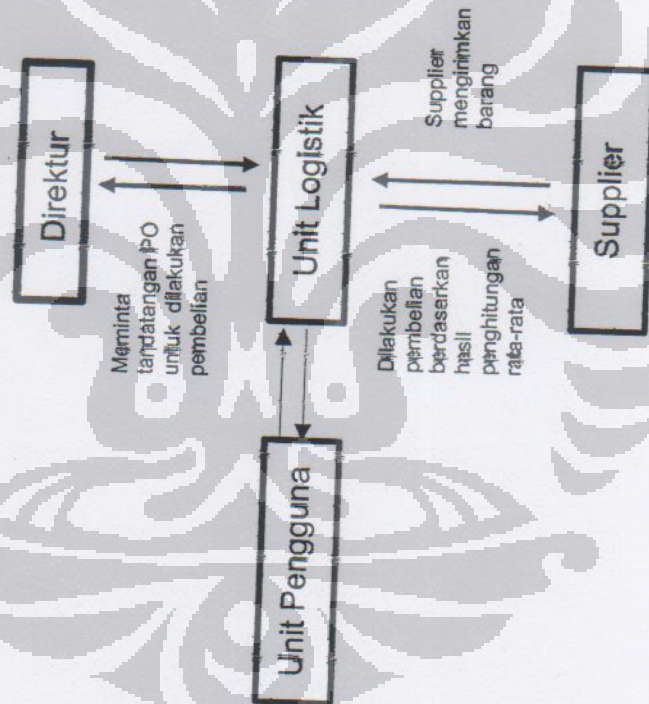 Direktur
Meminta
tandatengan PO
untuk dilakukan
pembelian
Unit Pengguna
Unit Logistik
Dilakukan
pembelian
berdasarkan
hasil
penghitungan
rata-rata
Supplier
mengirimkan
barang
Supplier